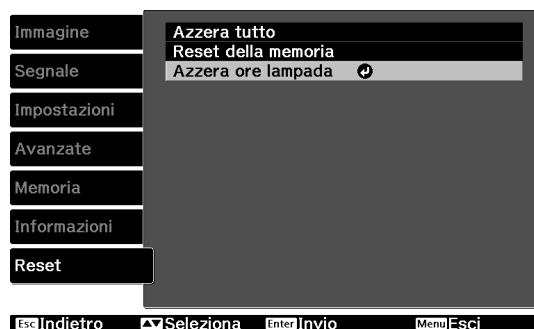 Immagine
Segnale
Impostazioni
Avanzate
Memoria
Informazioni
Reset
Azzera tutto
Reset della memoria
Azzera ore lampada
Esc Indietro Seleziona Enter Invio Menu Esci